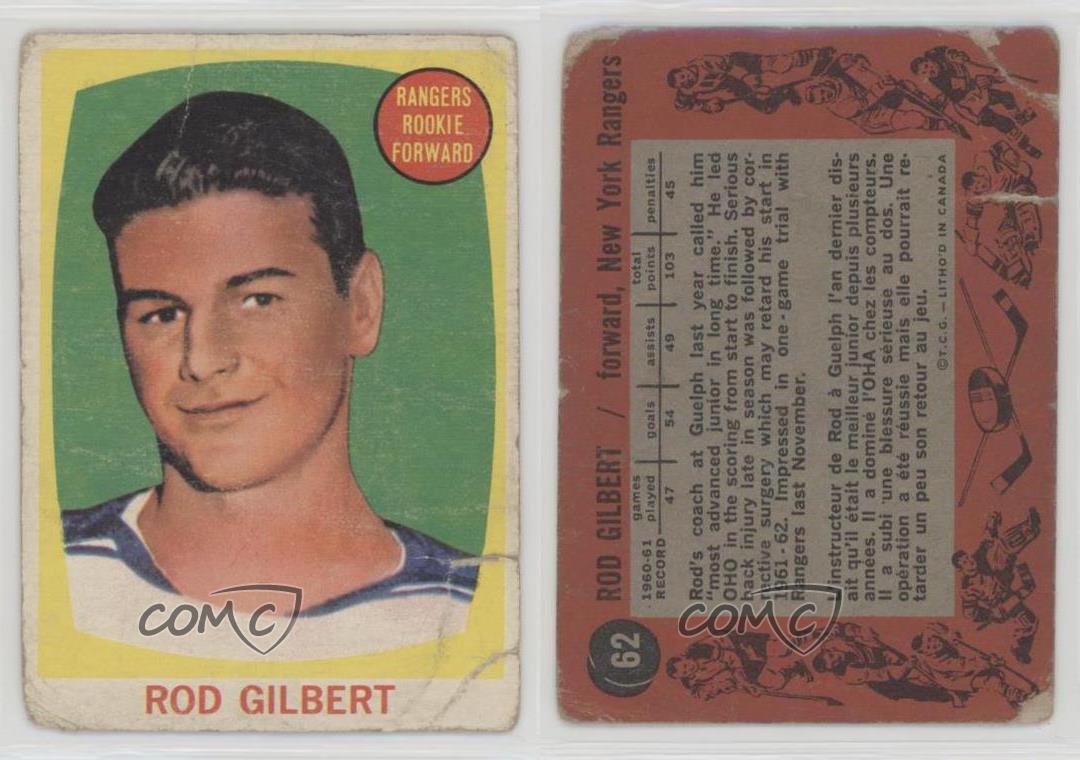 RANGERS
ROOKIE
FORWARD
COMC
ROD GILBERT
62
ROD GILBERT / forward, New York Rangers
1960-61 RECORD games played goals assists total points penalties
47 54 49 103 45
Rod's coach at Guelph last year called him
"most advanced junior in long time." He led
OHO in the scoring from start to finish. Serious
back injury late in season was followed by cor-
rective surgery which may retard his start in
1961-62. Impressed in one-game trial with
Rangers last November.
L'instructeur de Rod à Guelph l'an dernier dis-
ait qu'il était le meilleur junior depuis plusieurs
années. Il a dominé l'OHA chez les compteurs.
Il a subi une blessure sérieuse au dos. Une
opération a été réussie mais elle pourrait re-
tarder un peu son retour au jeu.
©T.C.G. — LITHO'D IN CANADA
COMC